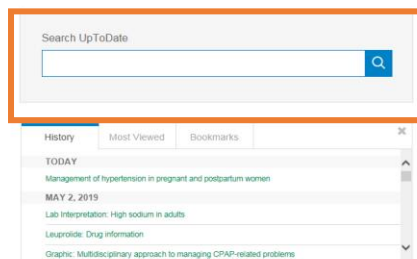 Search UpToDate
History Most Viewed Bookmarks
TODAY
Management of hypertension in pregnant and postpartum women
MAY 2, 2019
Lab Interpretation: High sodium in adults
Leuprolide: Drug information
Graphic: Multidisciplinary approach to managing CPAP-related problems